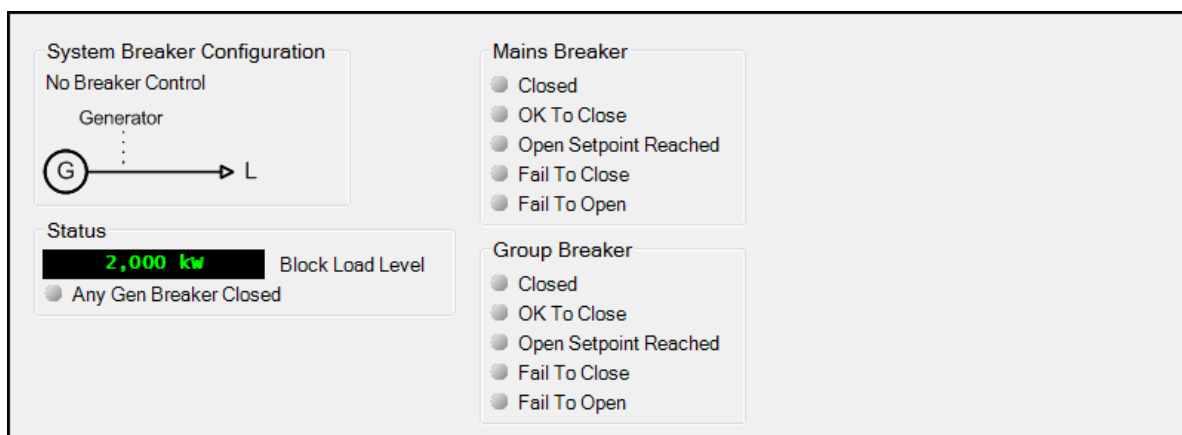 System Breaker Configuration
No Breaker Control
Generator
G
L
Status
2,000 kW
Block Load Level
Any Gen Breaker Closed
Mains Breaker
Closed
OK To Close
Open Setpoint Reached
Fail To Close
Fail To Open
Group Breaker
Closed
OK To Close
Open Setpoint Reached
Fail To Close
Fail To Open